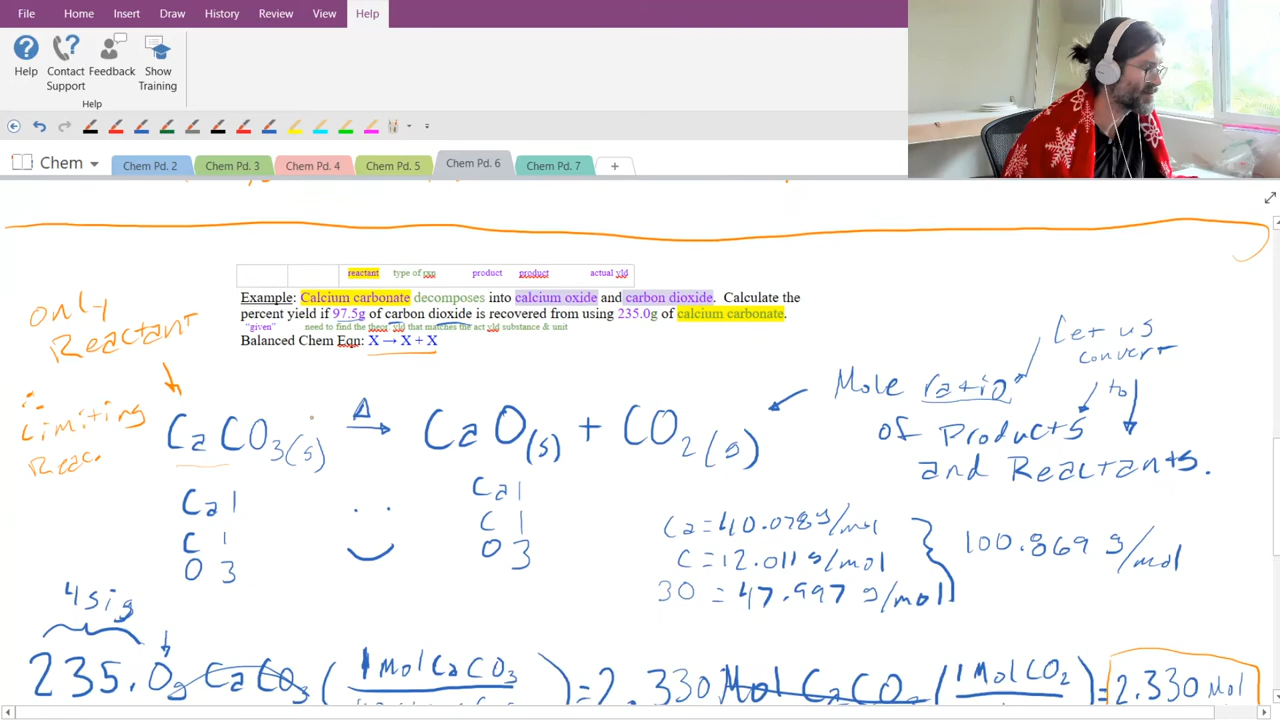 File Home Insert Draw History Review View Help
Help Contact Support Feedback Show Training
Help
Chem Chem Pd. 2 Chem Pd. 3 Chem Pd. 4 Chem Pd. 5 Chem Pd. 6 Chem Pd. 7 +
reactant type of rxn product product actual yld
Example: Calcium carbonate decomposes into calcium oxide and carbon dioxide. Calculate the
percent yield if 97.5g of carbon dioxide is recovered from using 235.0g of calcium carbonate.
"given" need to find the theor. yld that matches the act yld substance & unit
Balanced Chem Eqn: X → X + X
only
Reactant
∴
Limiting
Reac.
Let us
convert
to
Mole ratio
of Products
and Reactants.
CaCO3(s) Δ→ CaO(s) + CO2(s)
Ca 1 Ca 1
C 1 C 1
O 3 O 3
Ca = 40.078 g/mol
C = 12.011 g/mol
3O = 47.997 g/mol
100.869 g/mol
4 sig
235.0g CaCO3 (1 Mol CaCO3 ) = 2.330 Mol CaCO3 (1 Mol CO2 ) = 2.330 Mol